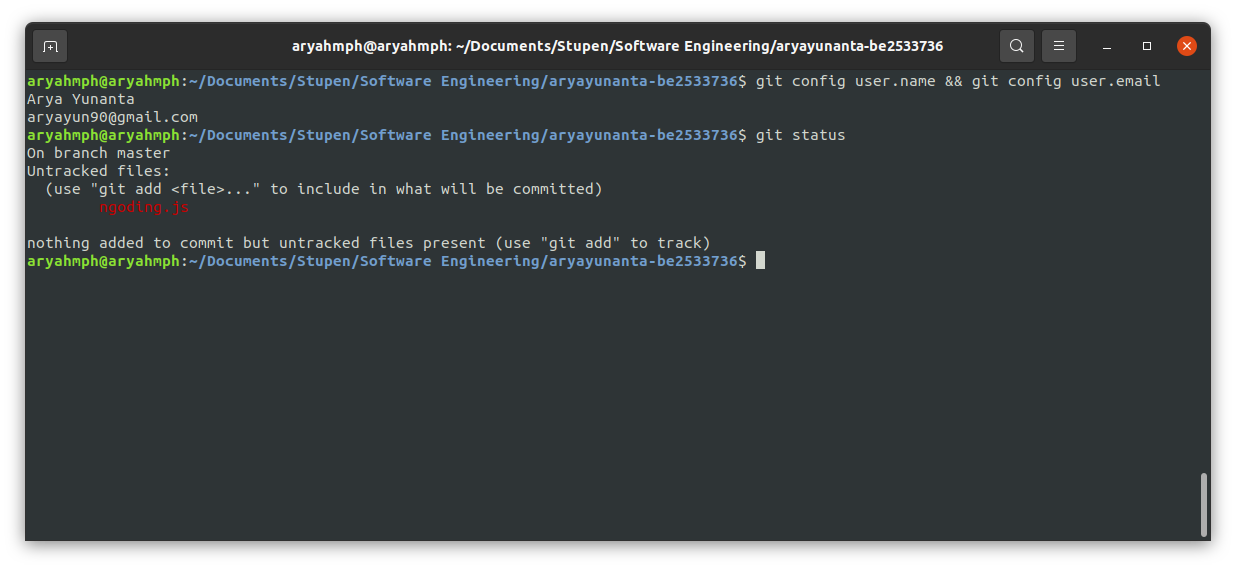 aryahmph@aryahmph: ~/Documents/Stupen/Software Engineering/aryayunanta-be2533736
aryahmph@aryahmph:~/Documents/Stupen/Software Engineering/aryayunanta-be2533736$ git config user.name && git config user.email
Arya Yunanta
aryayun90@gmail.com
aryahmph@aryahmph:~/Documents/Stupen/Software Engineering/aryayunanta-be2533736$ git status
On branch master
Untracked files:
  (use "git add <file>..." to include in what will be committed)
        ngoding.js
nothing added to commit but untracked files present (use "git add" to track)
aryahmph@aryahmph:~/Documents/Stupen/Software Engineering/aryayunanta-be2533736$